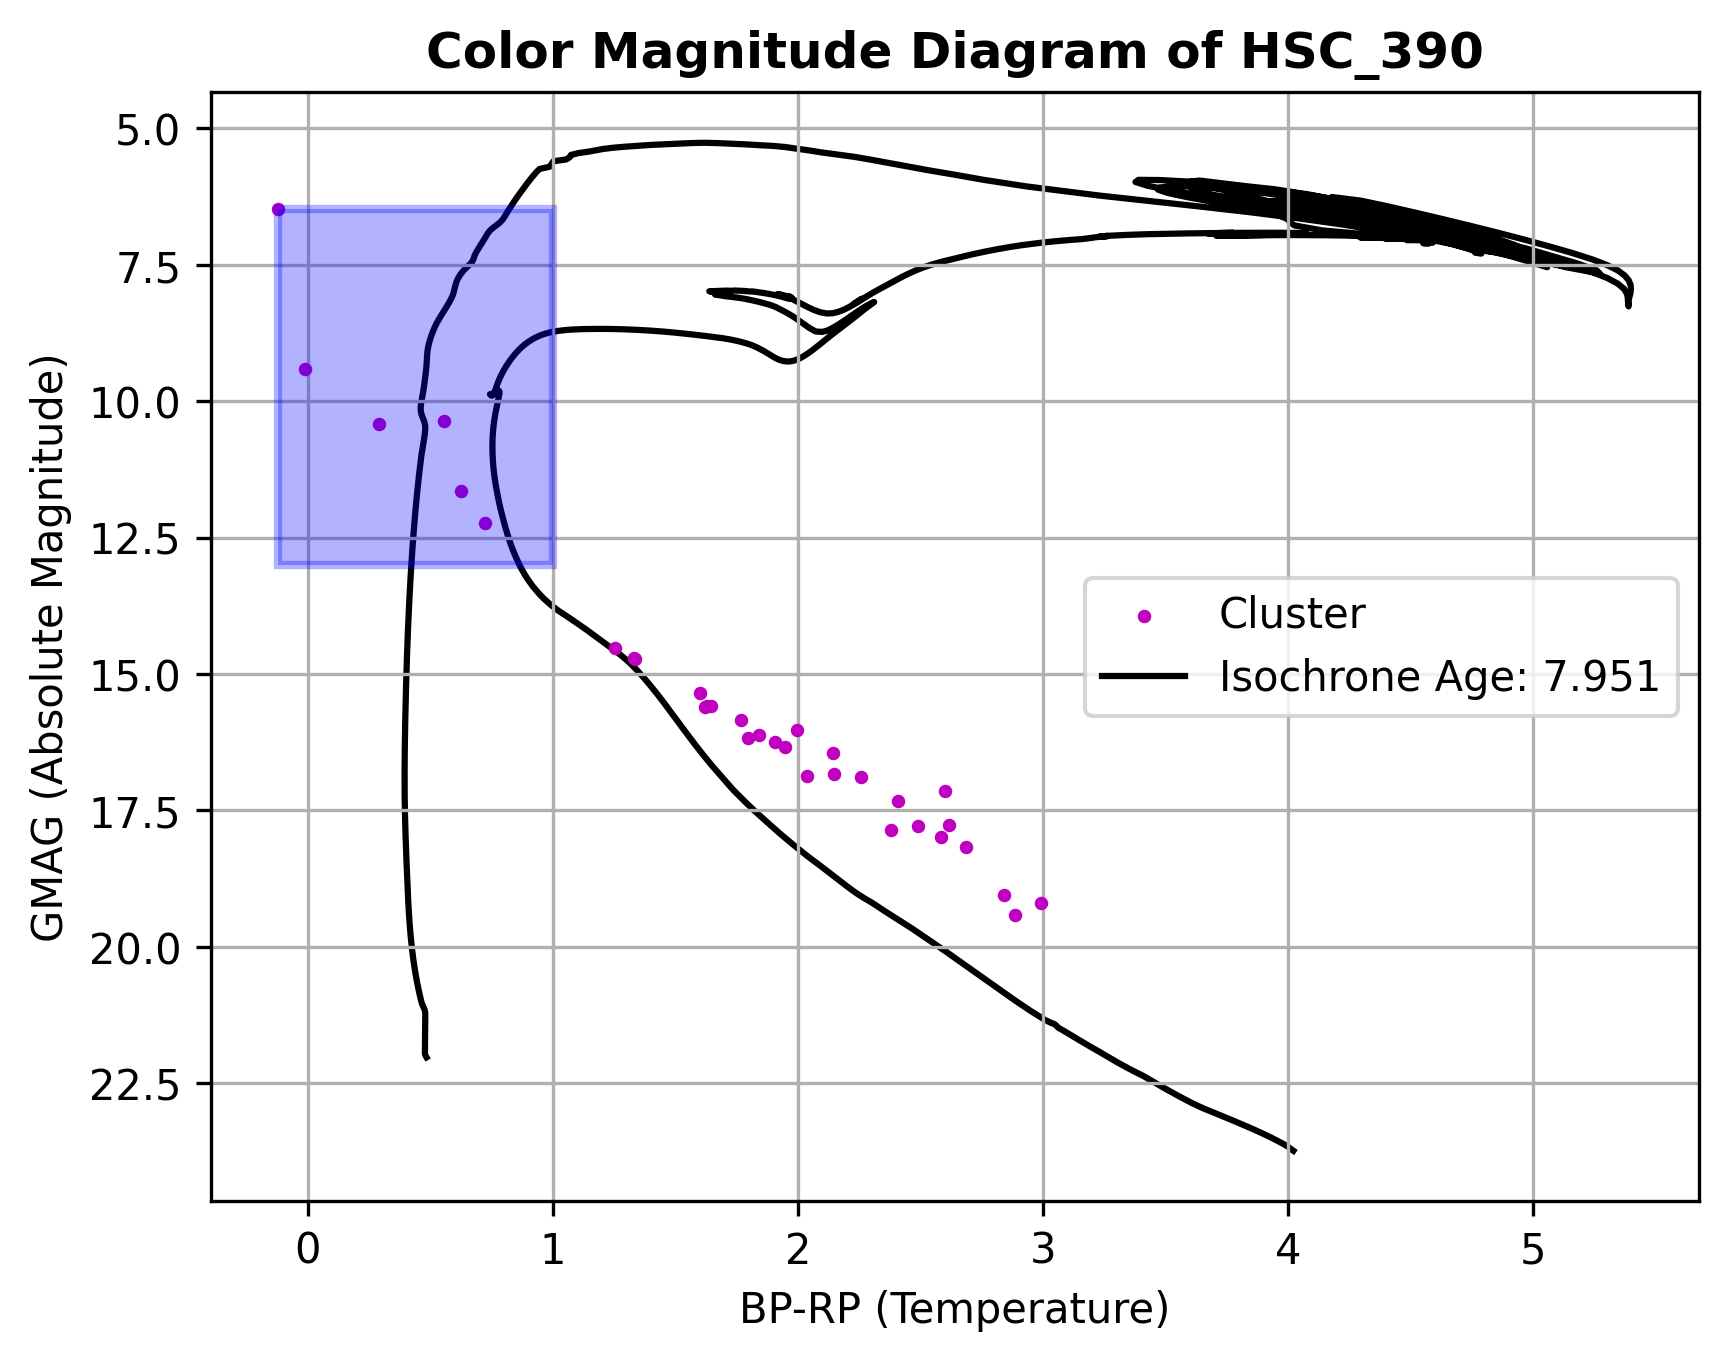 Color Magnitude Diagram of HSC_390
GMAG (Absolute Magnitude)
5.0
7.5
10.0
12.5
15.0
17.5
20.0
22.5
Cluster
Isochrone Age: 7.951
0 1 2 3 4 5
BP-RP (Temperature)